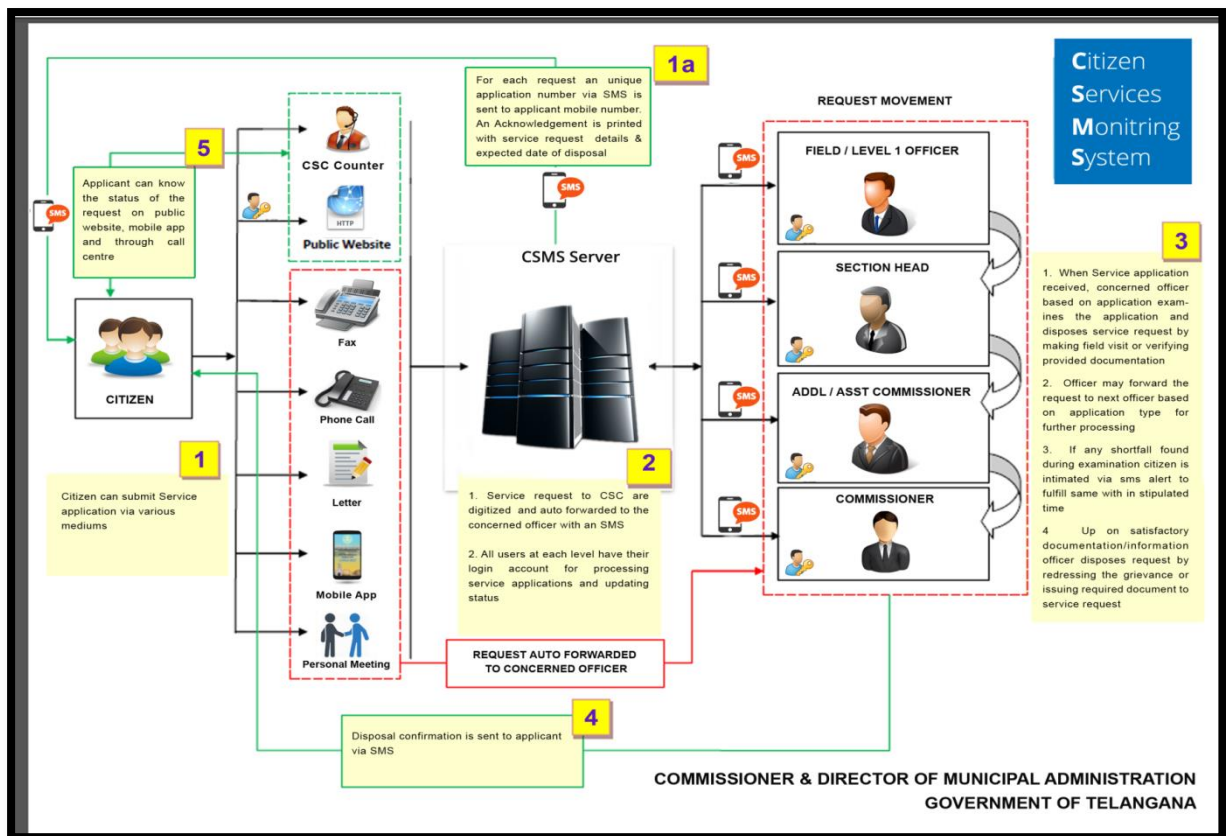 1a
For each request an unique
application number via SMS is
sent to applicant mobile number.
An Acknowledgement is printed
with service request details &
expected date of disposal
SMS
Citizen
Services
Monitring
System
5
Applicant can know
the status of the
request on public
website, mobile app
and through call
centre
SMS
CITIZEN
1
Citizen can submit Service
application via various
mediums
CSC Counter
HTTP
Public Website
Fax
Phone Call
Letter
Mobile App
Personal Meeting
CSMS Server
2
1. Service request to CSC are
digitized and auto forwarded to the
concerned officer with an SMS
2. All users at each level have their
login account for processing
service applications and updating
status
REQUEST AUTO FORWARDED
TO CONCERNED OFFICER
REQUEST MOVEMENT
SMS
FIELD / LEVEL 1 OFFICER
SMS
SECTION HEAD
SMS
ADDL / ASST COMMISSIONER
SMS
COMMISSIONER
3
1. When Service application
received, concerned officer
based on application exam-
ines the application and
disposes service request by
making field visit or verifying
provided documentation
2. Officer may forward the
request to next officer based
on application type for
further processing
3. If any shortfall found
during examination citizen is
intimated via sms alert to
fulfill same with in stipulated
time
4 Up on satisfactory
documentation/information
officer disposes request by
redressing the grievance or
issuing required document to
service request
4
Disposal confirmation is sent to applicant
via SMS
COMMISSIONER & DIRECTOR OF MUNICIPAL ADMINISTRATION
GOVERNMENT OF TELANGANA